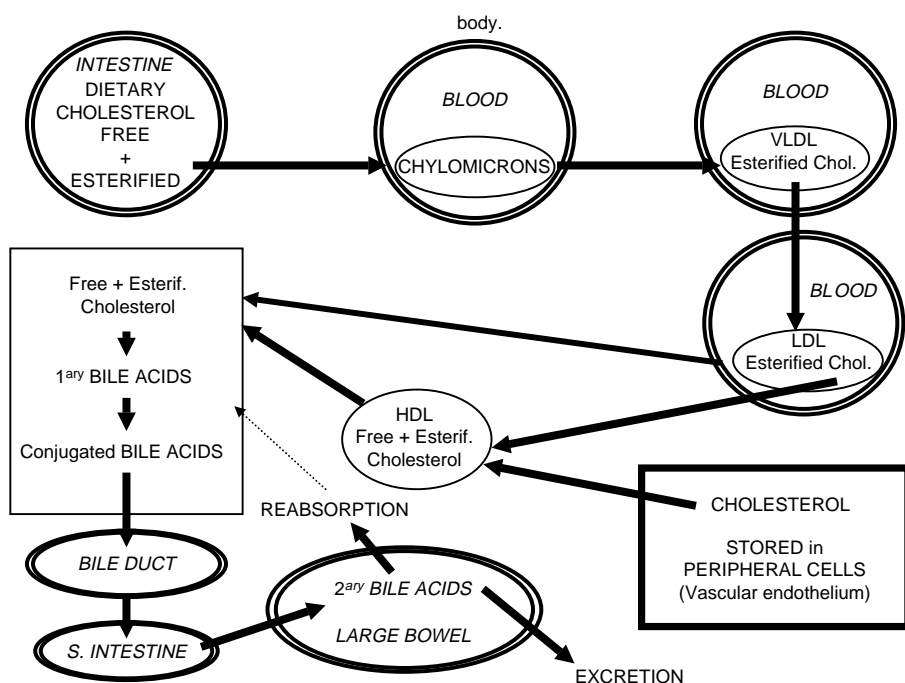 body.
INTESTINE
DIETARY
CHOLESTEROL
FREE
+
ESTERIFIED
BLOOD
CHYLOMICRONS
BLOOD
VLDL
Esterified Chol.
BLOOD
LDL
Esterified Chol.
Free + Esterif.
Cholesterol
1ary BILE ACIDS
Conjugated BILE ACIDS
HDL
Free + Esterif.
Cholesterol
CHOLESTEROL
STORED in
PERIPHERAL CELLS
(Vascular endothelium)
REABSORPTION
BILE DUCT
2ary BILE ACIDS
LARGE BOWEL
S. INTESTINE
EXCRETION